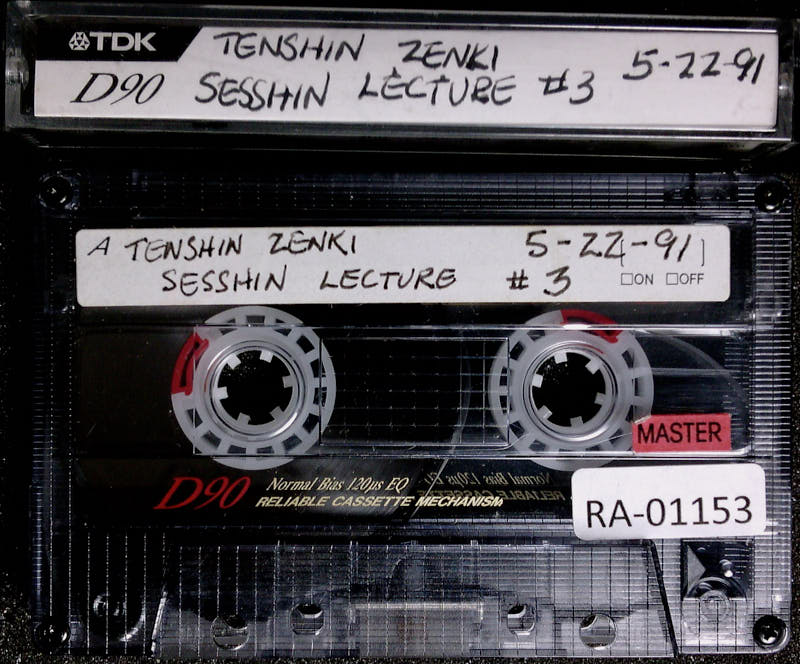 TDK
TENSHIN ZENKI 5-22-91
D90 SESSHIN LECTURE #3
A TENSHIN ZENKI 5-22-91
SESSHIN LECTURE #3 ON OFF
MASTER
D90 Normal Bias 120µs EQ
RELIABLE CASSETTE MECHANISM
RA-01153